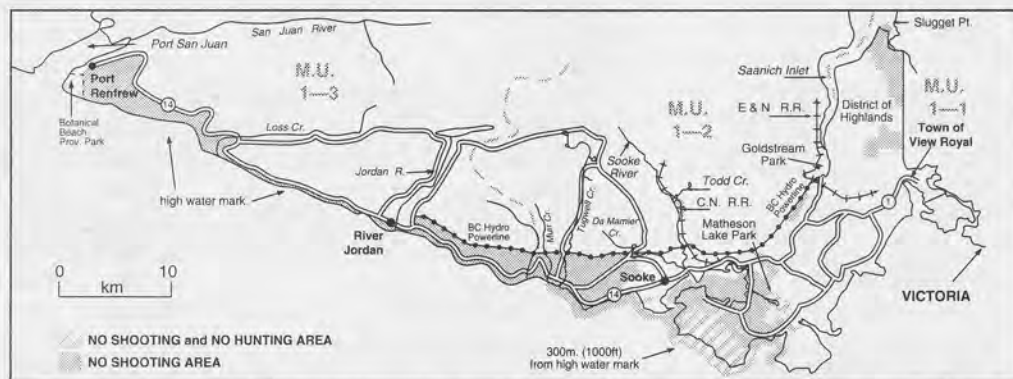 Slugget Pt.
Port San Juan
San Juan River
Saanich Inlet
M.U.
1—3
M.U.
1—2
M.U.
1—1
Port
Renfrew
14
Botanical
Beach
Prov. Park
Loss Cr.
E & N R.R.
District of
Highlands
Town of
View Royal
Goldstream
Park
Sooke
River
Todd Cr.
C.N. R.R.
Jordan R.
high water mark
River
Jordan
BC Hydro
Powerline
Muir Cr.
Tugwell Cr.
Da Mamier
Cr.
BC Hydro
Powerline
Matheson
Lake Park
1
Sooke
14
VICTORIA
0 10
km
NO SHOOTING and NO HUNTING AREA
NO SHOOTING AREA
300m. (1000ft)
from high water mark